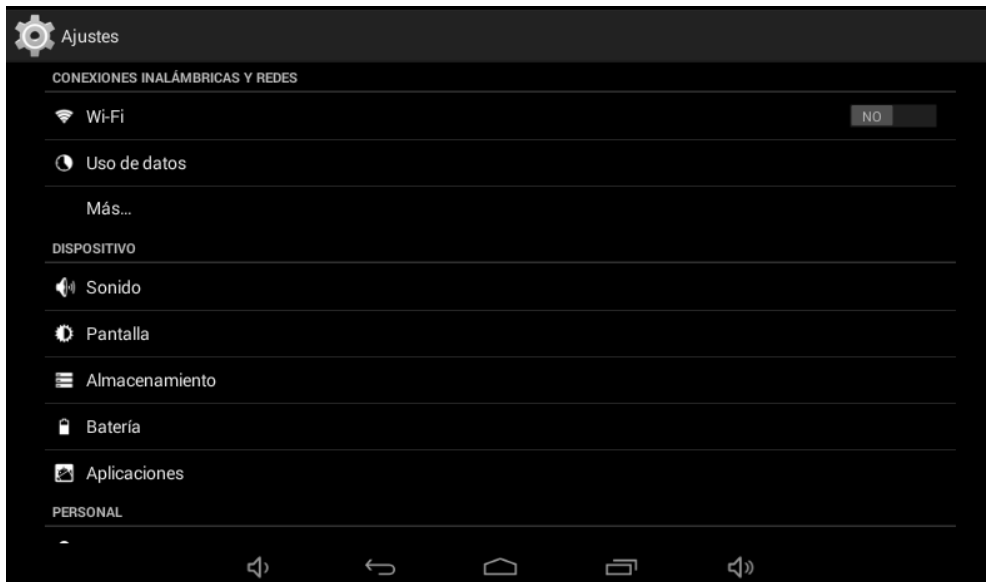 Ajustes
CONEXIONES INALÁMBRICAS Y REDES
Wi-Fi NO
Uso de datos
Más...
DISPOSITIVO
Sonido
Pantalla
Almacenamiento
Batería
Aplicaciones
PERSONAL